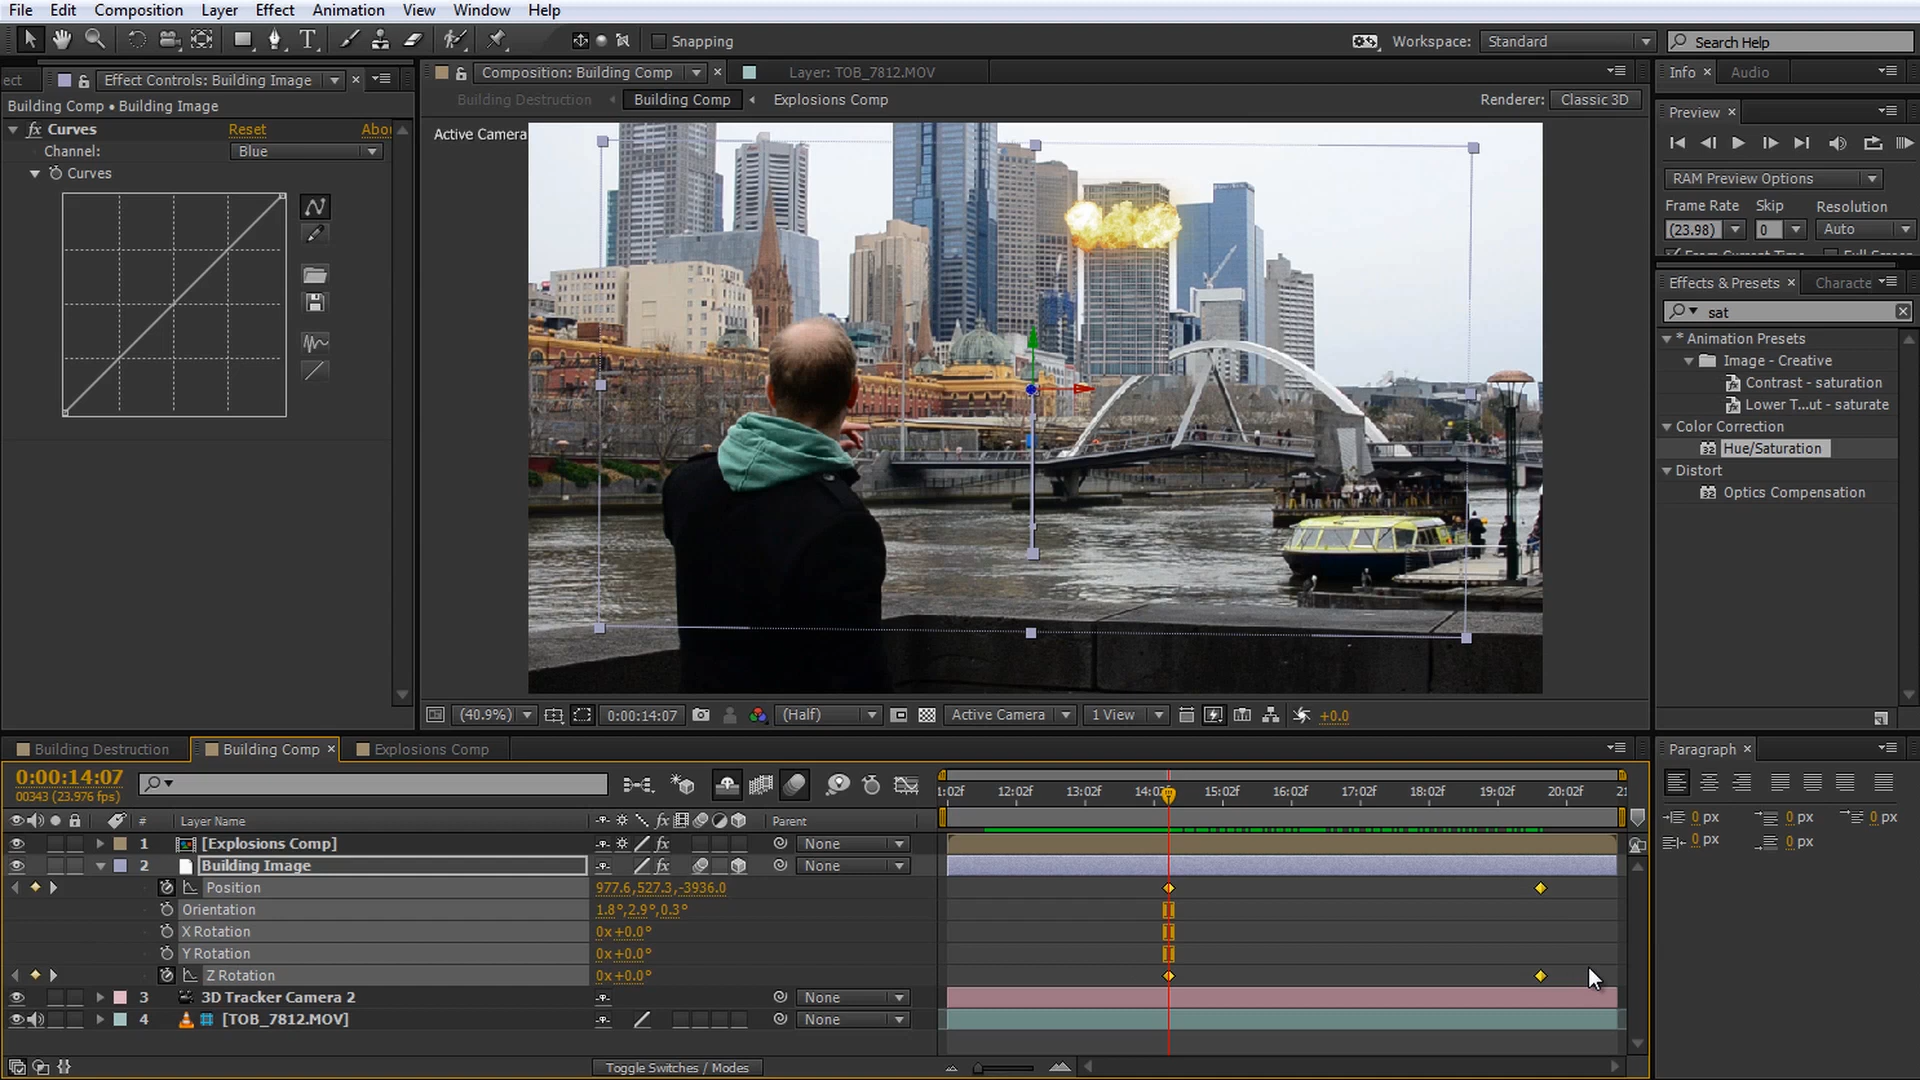 File Edit Composition Layer Effect Animation View Window Help
Snapping
Workspace: Standard
Search Help
ect
Effect Controls: Building Image
Composition: Building Comp
Layer: TOB_7812.MOV
Info
Audio
Building Comp • Building Image
Building Destruction
Building Comp
Explosions Comp
Renderer: Classic 3D
Curves
Reset
Channel:
Blue
Curves
Active Camera
Preview
RAM Preview Options
Frame Rate Skip Resolution
(23.98) 0 Auto
Effects & Presets
sat
* Animation Presets
Image - Creative
Contrast - saturation
Lower T...ut - saturate
Color Correction
Hue/Saturation
Distort
Optics Compensation
(40.9%)
0:00:14:07
(Half)
Active Camera
1 View
+0.0
Building Destruction
Building Comp
Explosions Comp
Paragraph
0:00:14:07
00343 (23.976 fps)
1:02f 12:02f 13:02f 14:02 15:02f 16:02f 17:02f 18:02f 19:02f 20:02f
# Layer Name
Parent
1 [Explosions Comp] None
2 Building Image None
Position 977.6,527.3,-3936.0
Orientation 1.8°,2.9°,0.3°
X Rotation 0x+0.0°
Y Rotation 0x+0.0°
Z Rotation 0x+0.0°
3 3D Tracker Camera 2 None
4 [TOB_7812.MOV] None
0 px 0 px 0 px
0 px 0 px
Toggle Switches / Modes